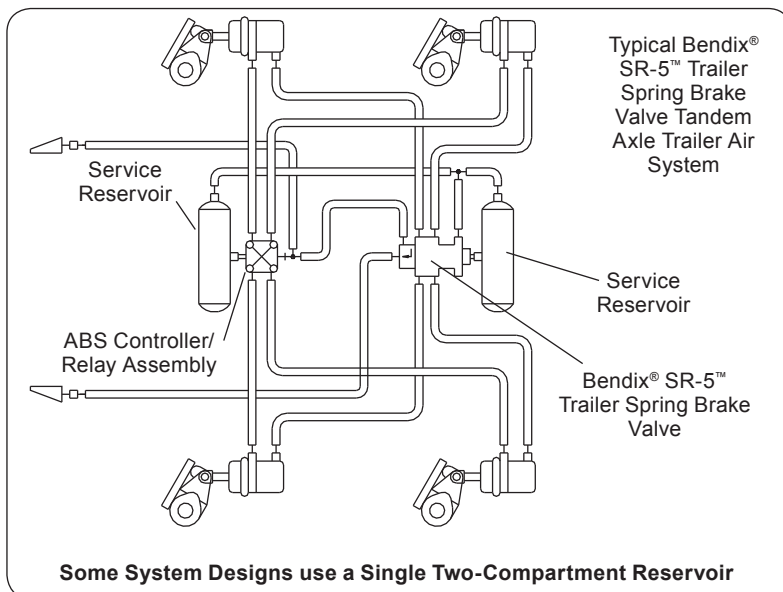 Typical Bendix®
SR-5™ Trailer
Spring Brake
Valve Tandem
Axle Trailer Air
System
Service
Reservoir
Service
Reservoir
ABS Controller/
Relay Assembly
Bendix® SR-5™
Trailer Spring Brake
Valve
Some System Designs use a Single Two-Compartment Reservoir